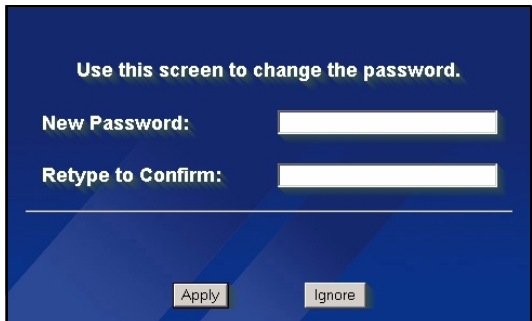 Use this screen to change the password.
New Password:
Retype to Confirm:
Apply Ignore